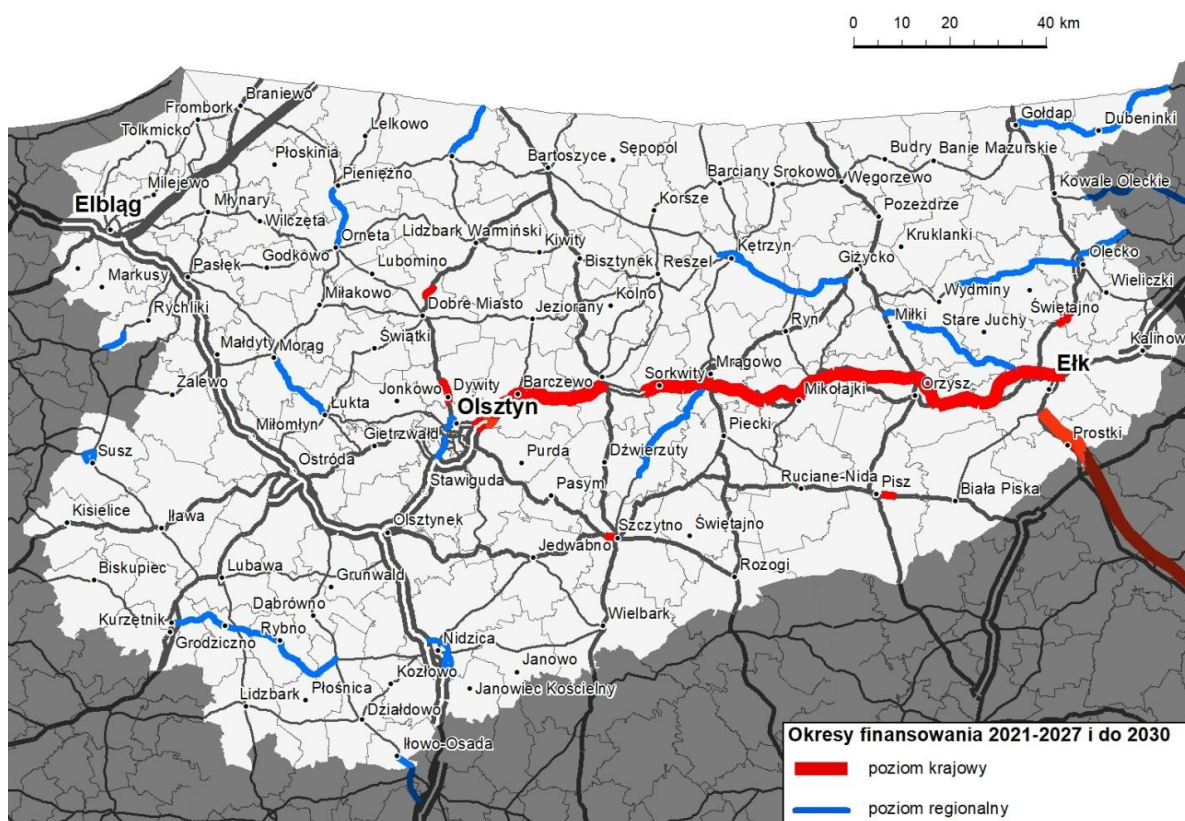 0 10 20 40 km
Braniewo
Frombork
Gołdap
Dubeninki
Tolkmicko
Lelkowo
Płoskinia
Bartoszyce
Sępopol
Budry
Banie Mazurskie
Pieniężno
Barciany
Srokowo
Węgorzewo
Kowale Oleckie
Milejewo
Młynary
Elbląg
Wilczęta
Korsze
Pozezdrze
Orneta
Lidzbark Warmiński
Kiwity
Kętrzyn
Kruklanki
Pasłęk
Godkowo
Lubomino
Bisztynek
Reszel
Giżycko
Olecko
Markusy
Wydminy
Wieliczki
Rychliki
Miłakowo
Dobre Miasto
Jeziorany
Kolno
Świętajno
Miłki
Stare Juchy
Małdyty
Morąg
Świątki
Ryn
Kalinow
Zalewo
Jonkowo
Dywity
Barczewo
Sorkwity
Mrągowo
Ełk
Łukta
Olsztyn
Mikołajki
Orzysz
Miłomłyn
Gietrzwałd
Piecki
Prostki
Susz
Ostróda
Purda
Dźwierzuty
Stawiguda
Ruciane-Nida
Pisz
Pasym
Biała Piska
Kisielice
Iława
Olsztynek
Szczytno
Świętajno
Jedwabno
Biskupiec
Lubawa
Grunwald
Rozogi
Dąbrówno
Kurzętnik
Rybno
Wielbark
Grodziczno
Nidzica
Kozłowo
Janowo
Lidzbark
Płośnica
Janowiec Kościelny
Działdowo
Iłowo-Osada
Okresy finansowania 2021-2027 i do 2030
poziom krajowy
poziom regionalny